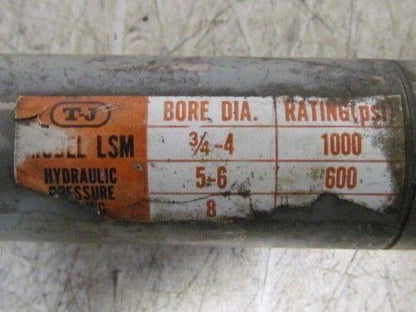 T-J
MODEL LSM
HYDRAULIC
PRESSURE
BORE DIA. RATING(psi)
3/4-4 1000
5-6 600
8